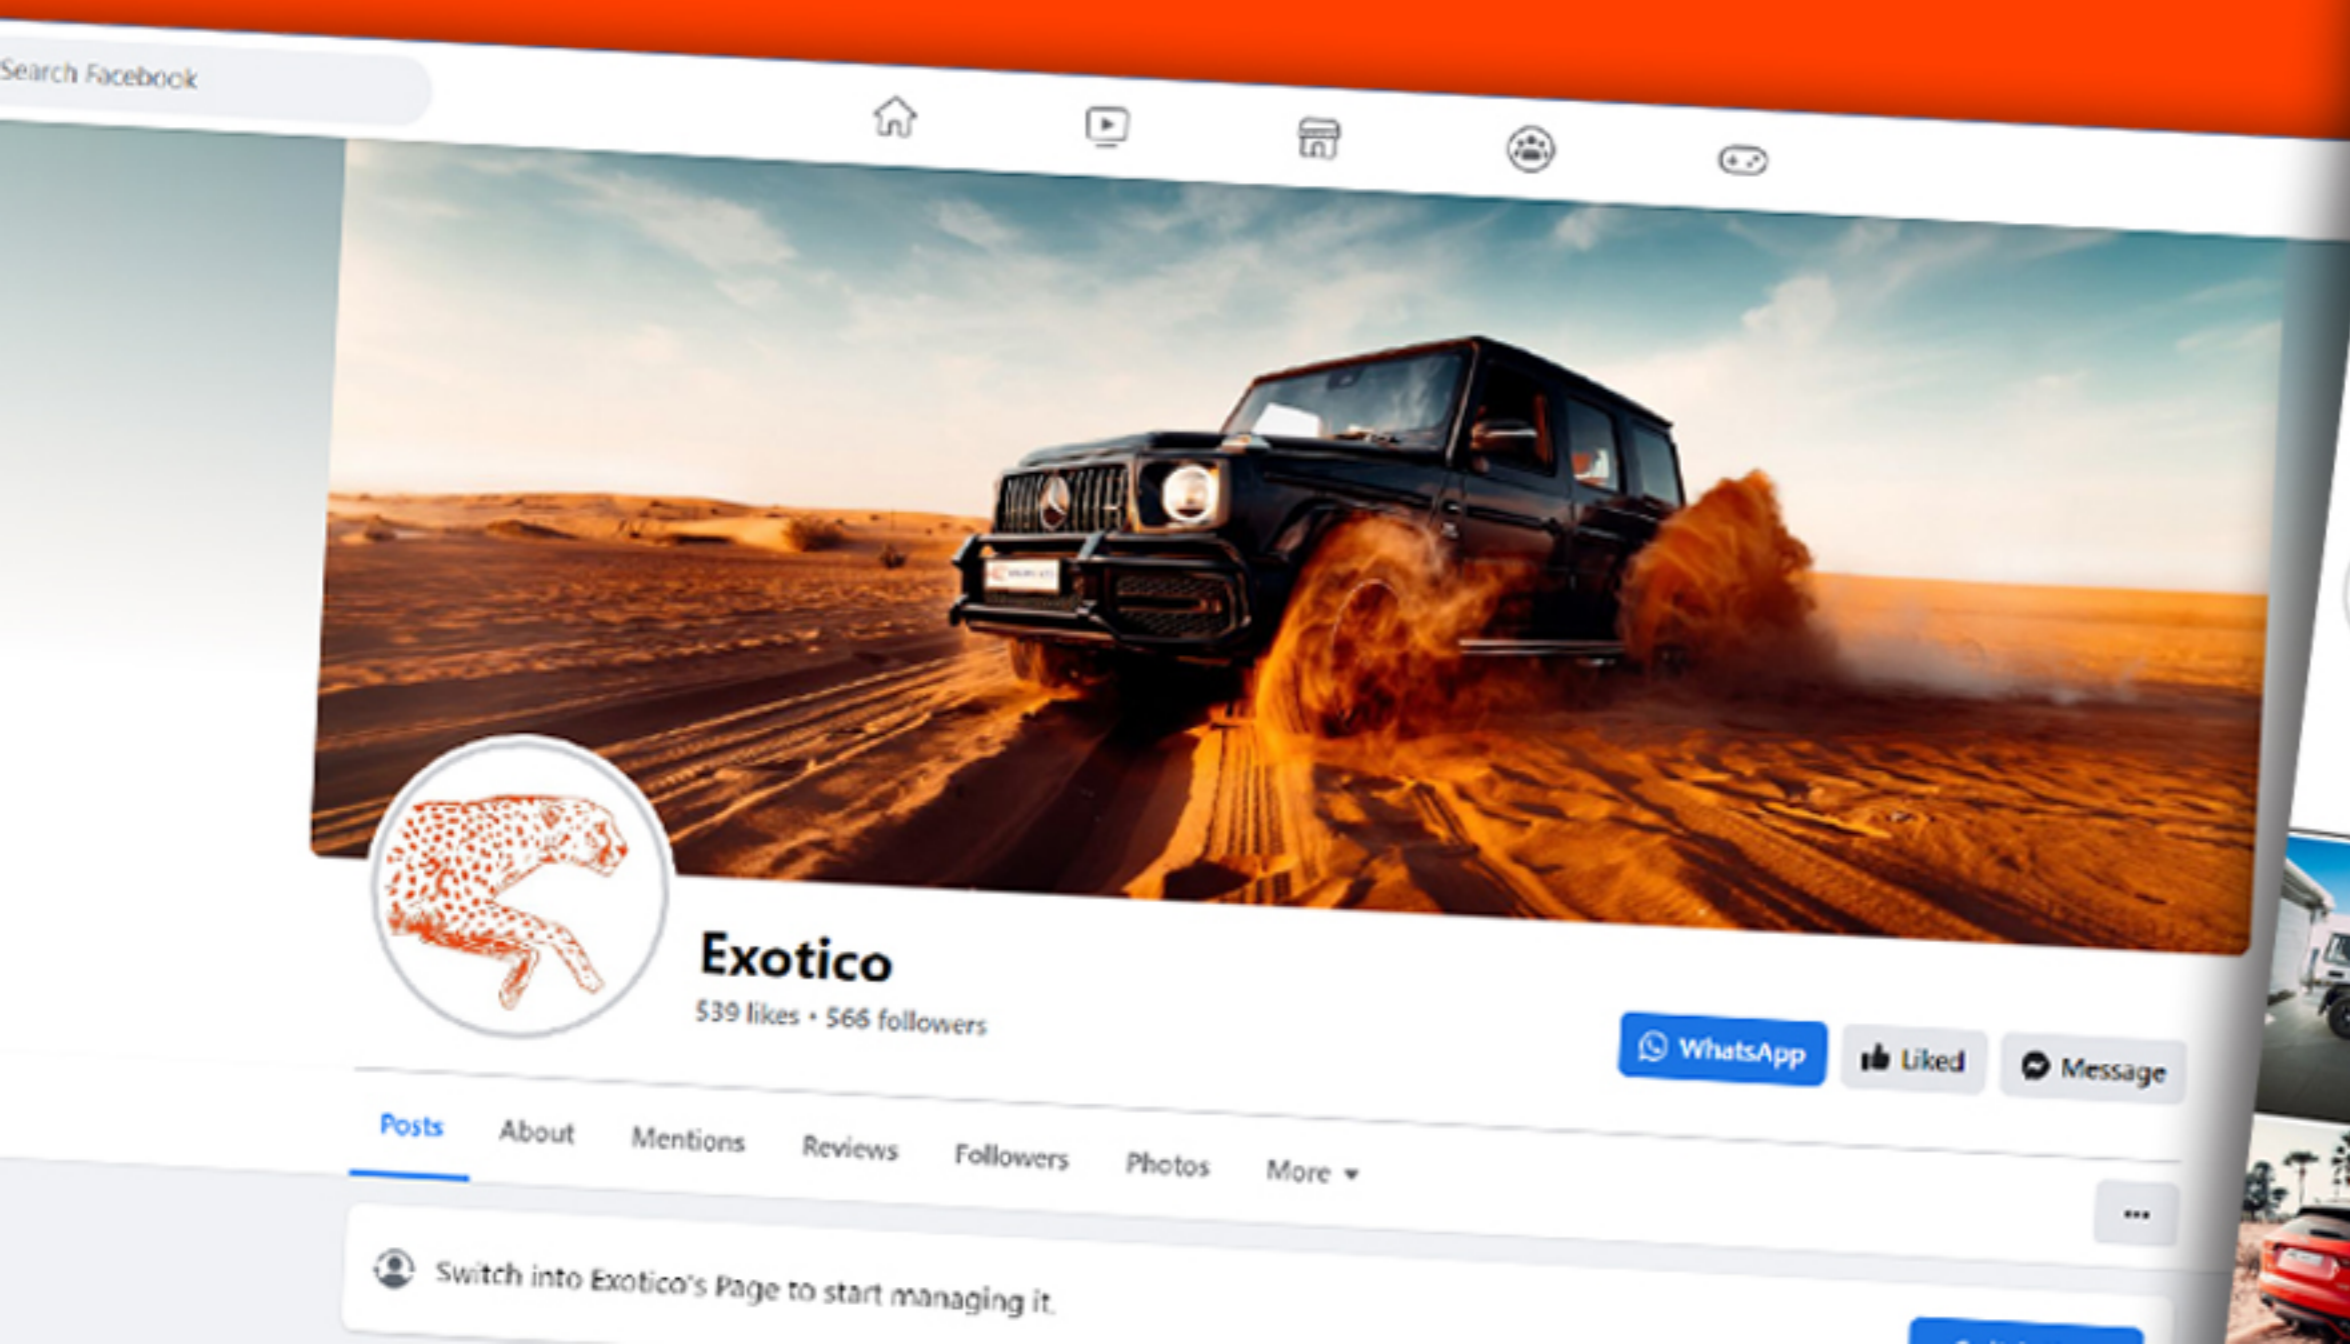 Search Facebook
Exotico
539 likes • 566 followers
WhatsApp
Liked
Message
Posts
About
Mentions
Reviews
Followers
Photos
More
Switch into Exotico's Page to start managing it.